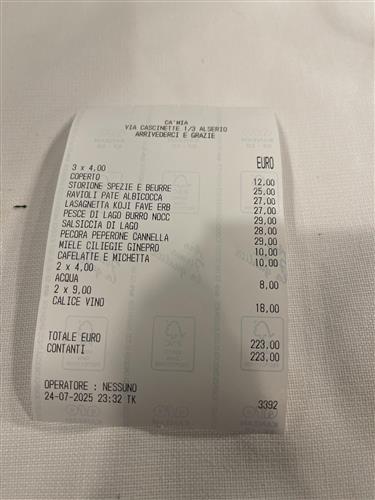 CA'MIA
VIA CASCINETTE 1/3 ALSERIO
ARRIVEDERCI E GRAZIE
EURO
3 x 4,00
COPERTO 12,00
STORIONE SPEZIE E BEURRE 25,00
RAVIOLI PATE ALBICOCCA 27,00
LASAGNETTA KOJI FAVE ERB 27,00
PESCE DI LAGO BURRO NOCC 29,00
SALSICCIA DI LAGO 28,00
PECORA PEPERONE CANNELLA 29,00
MIELE CILIEGIE GINEPRO 10,00
CAFELATTE E MICHETTA 10,00
2 x 4,00
ACQUA 8,00
2 x 9,00
CALICE VINO 18,00
TOTALE EURO 223,00
CONTANTI 223,00
OPERATORE : NESSUNO
24-07-2025 23:32 TK 3392